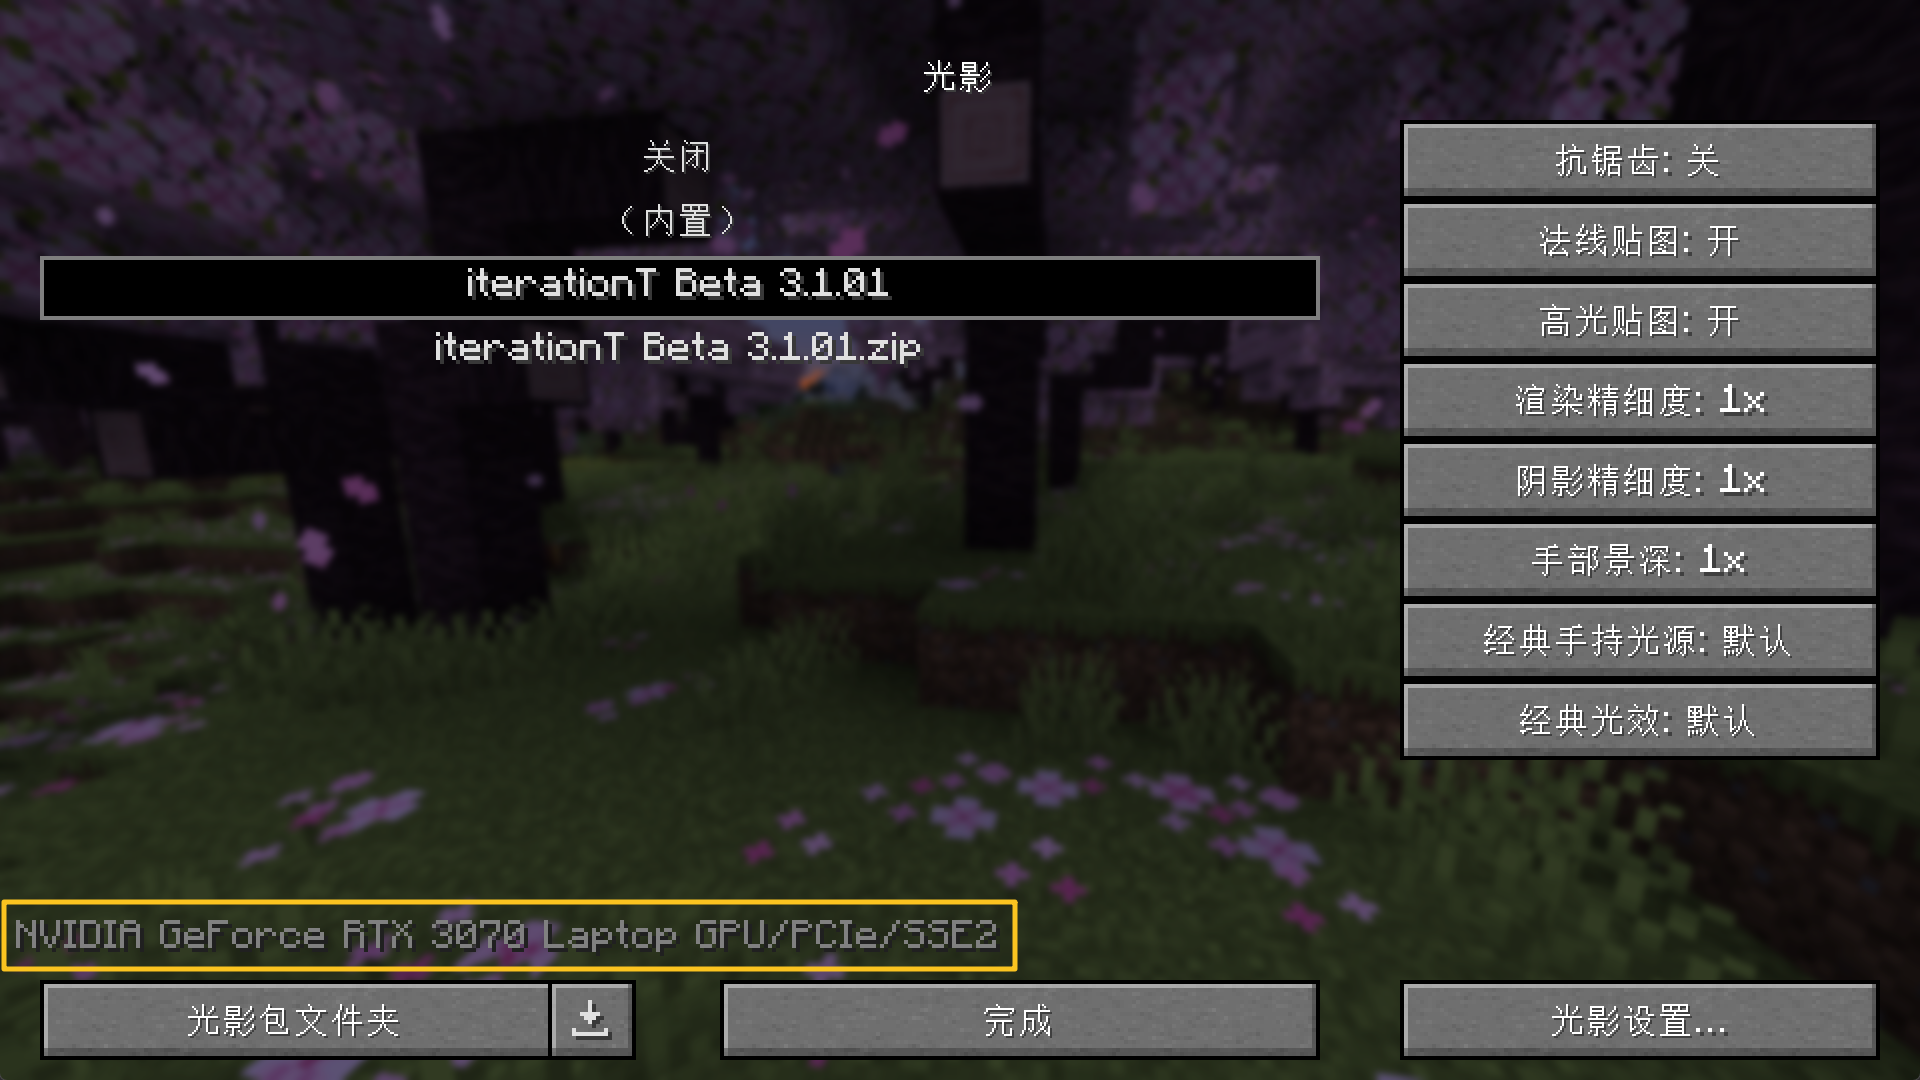 光影
关闭
（内置）
iterationT Beta 3.1.01
iterationT Beta 3.1.01.zip
抗锯齿: 关
法线贴图: 开
高光贴图: 开
渲染精细度: 1x
阴影精细度: 1x
手部景深: 1x
经典手持光源: 默认
经典光效: 默认
NVIDIA GeForce RTX 3070 Laptop GPU/PCIe/SSE2
光影包文件夹
完成
光影设置...